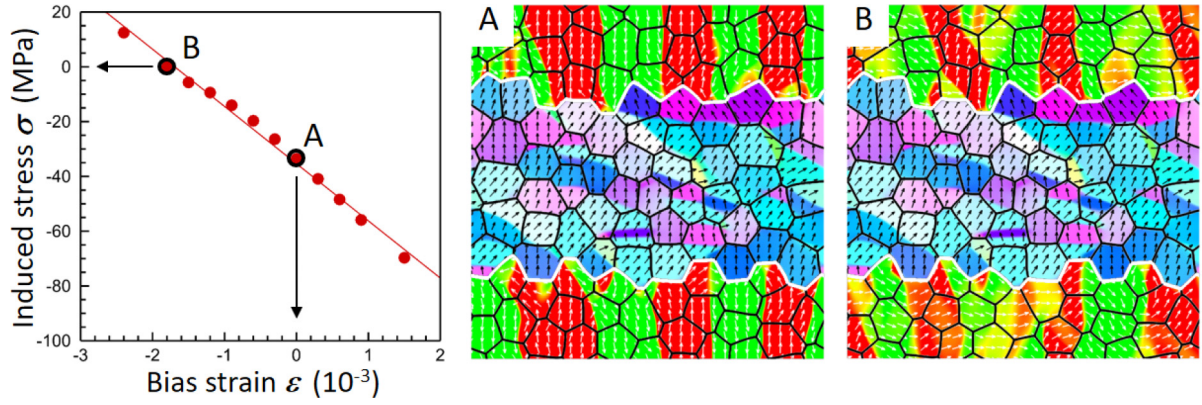 20
0
-20
-40
-60
-80
-100
-3
-2
-1
0
1
2
Induced stress σ (MPa)
Bias strain ε (10⁻³)
B
A
A
B